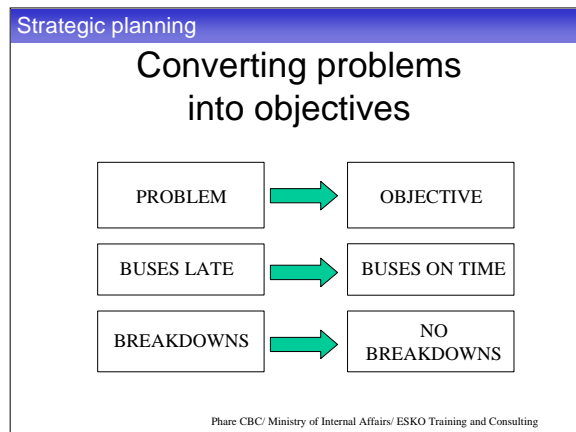 Strategic planning
Converting problems
into objectives
PROBLEM
OBJECTIVE
BUSES LATE
BUSES ON TIME
BREAKDOWNS
NO
BREAKDOWNS
Phare CBC/ Ministry of Internal Affairs/ ESKO Training and Consulting